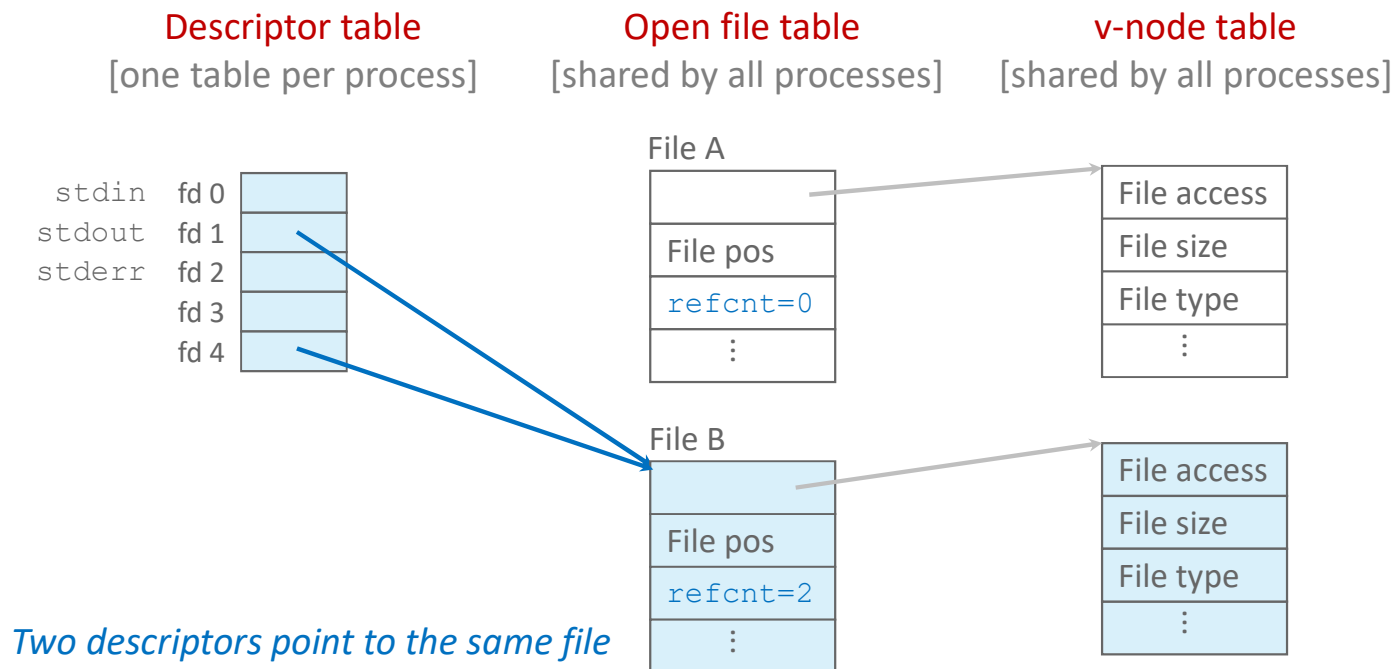 Descriptor table
[one table per process]
Open file table
[shared by all processes]
v-node table
[shared by all processes]
stdin fd 0
stdout fd 1
stderr fd 2
fd 3
fd 4
File A
File pos
refcnt=0
⋮
File access
File size
File type
⋮
File B
File pos
refcnt=2
⋮
File access
File size
File type
⋮
Two descriptors point to the same file